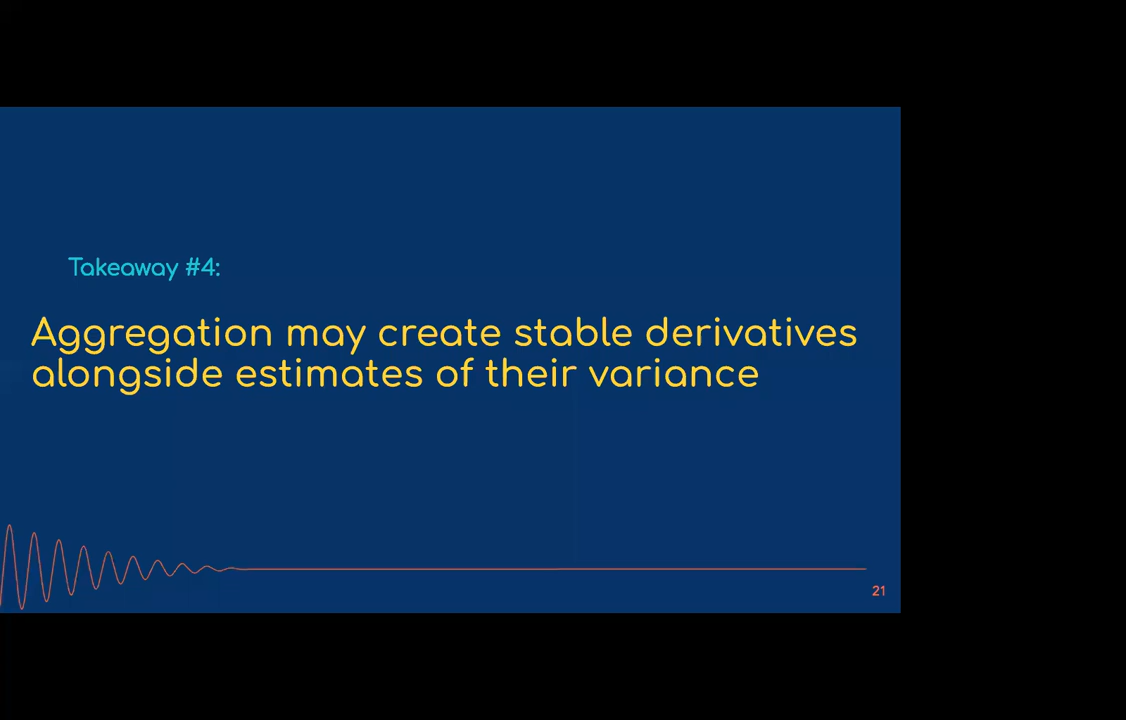 Takeaway #4:
Aggregation may create stable derivatives
alongside estimates of their variance
21